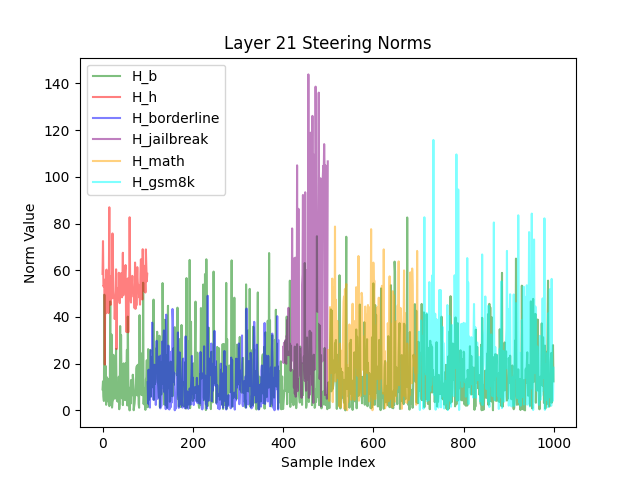 Layer 21 Steering Norms
H_b
H_h
H_borderline
H_jailbreak
H_math
H_gsm8k
Norm Value
140
120
100
80
60
40
20
0
0 200 400 600 800 1000
Sample Index